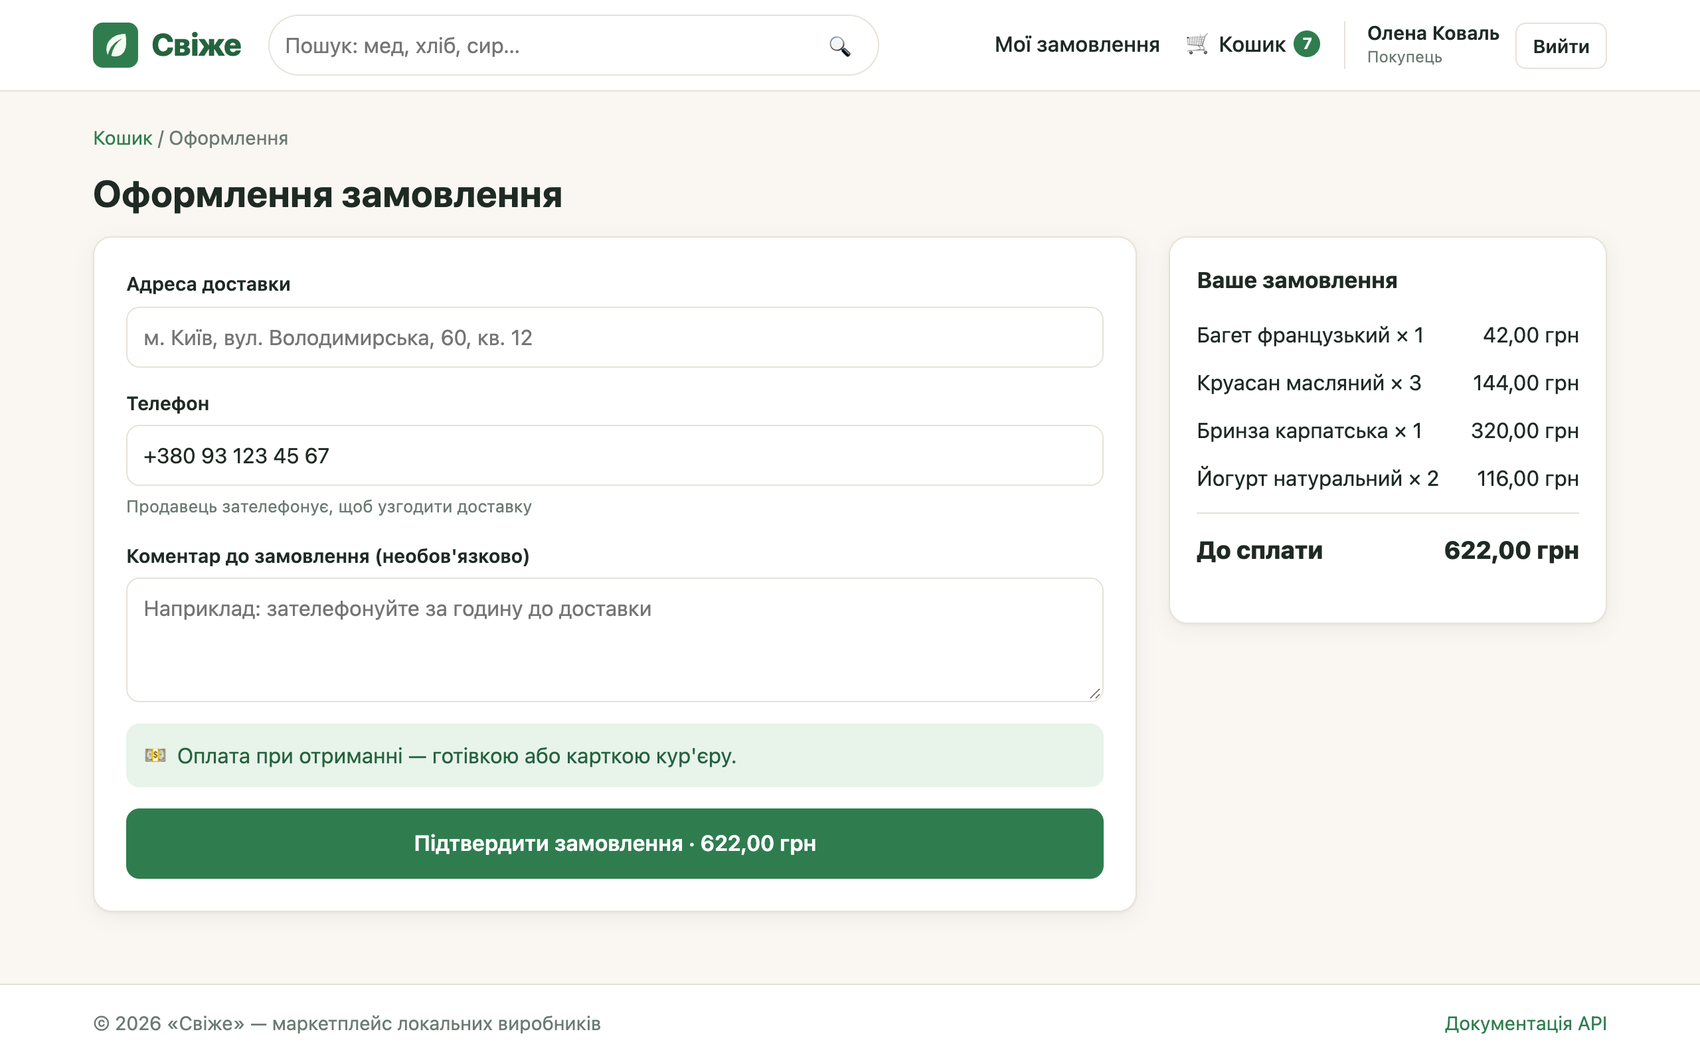 Свіже
Пошук: мед, хліб, сир...
Мої замовлення
Кошик 7
Олена Коваль
Покупець
Вийти
Кошик / Оформлення
Оформлення замовлення
Адреса доставки
м. Київ, вул. Володимирська, 60, кв. 12
Телефон
+380 93 123 45 67
Продавець зателефонує, щоб узгодити доставку
Коментар до замовлення (необов'язково)
Наприклад: зателефонуйте за годину до доставки
Оплата при отриманні — готівкою або карткою кур'єру.
Підтвердити замовлення · 622,00 грн
Ваше замовлення
Багет французький × 1 42,00 грн
Круасан масляний × 3 144,00 грн
Бринза карпатська × 1 320,00 грн
Йогурт натуральний × 2 116,00 грн
До сплати 622,00 грн
© 2026 «Свіже» — маркетплейс локальних виробників
Документація API